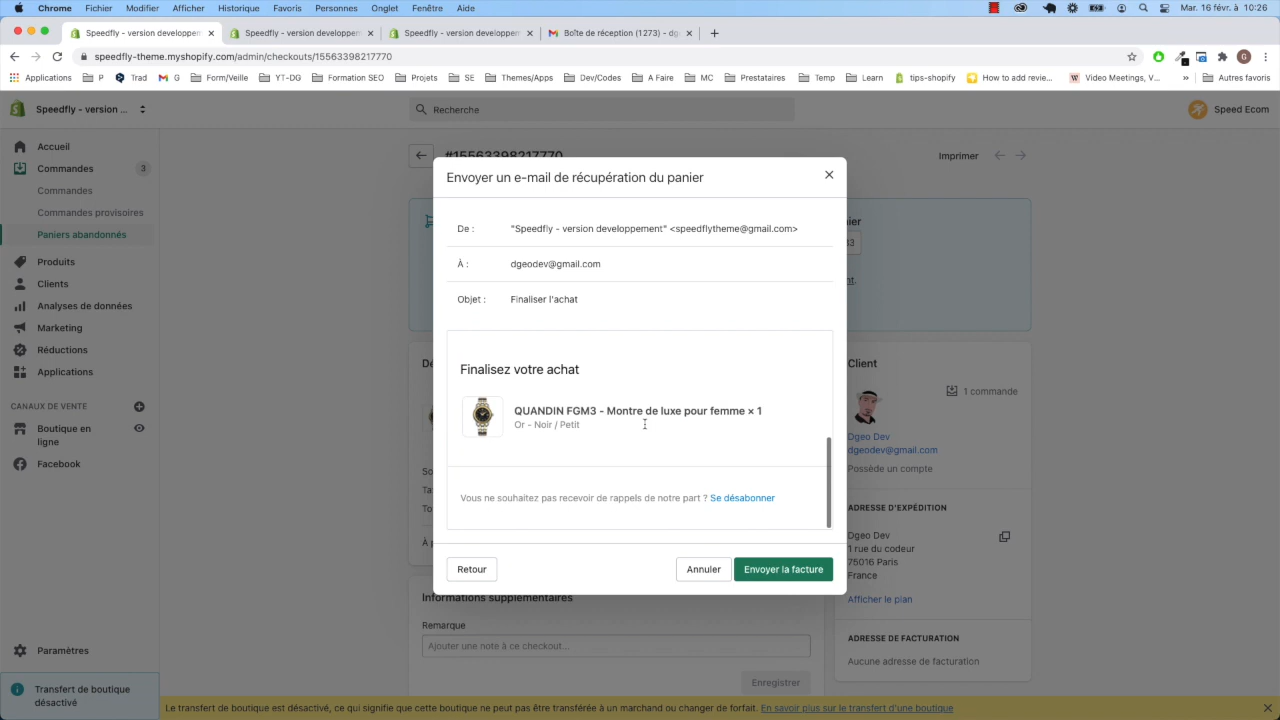 Chrome Fichier Modifier Afficher Historique Favoris Personnes Onglet Fenêtre Aide Mar. 16 févr. à 10:26
Speedfly - version developpem
Speedfly - version developpem
Speedfly - version developpem
Boîte de réception (1 273) - dg
speedfly-theme.myshopify.com/admin/checkouts/15563398217770
G
Applications P Trad G Form/Veille YT-DG Formation SEO Projets SE Themes/Apps Dev/Codes A Faire MC Prestataires Temp Learn tips-shopify How to add revie... Video Meetings, V... » Autres favoris
Speedfly - version ...
Recherche
Speed Ecom
Accueil
Commandes 3
Commandes
Commandes provisoires
Paniers abandonnés
Produits
Clients
Analyses de données
Marketing
Réductions
Applications
CANAUX DE VENTE
Boutique en
ligne
Facebook
Paramètres
Transfert de boutique
désactivé
#15563398217770
Imprimer
Envoyer un e-mail de récupération du panier
De : "Speedfly - version developpement" <speedflytheme@gmail.com>
À : dgeodev@gmail.com
Objet : Finaliser l'achat
Finalisez votre achat
QUANDIN FGM3 - Montre de luxe pour femme × 1
Or - Noir / Petit
Vous ne souhaitez pas recevoir de rappels de notre part ? Se désabonner
Retour
Annuler
Envoyer la facture
Informations supplémentaires
Remarque
Ajouter une note à ce checkout...
Enregistrer
Client
1 commande
Dgeo Dev
dgeodev@gmail.com
Possède un compte
ADRESSE D'EXPÉDITION
Dgeo Dev
1 rue du codeur
75016 Paris
France
Afficher le plan
ADRESSE DE FACTURATION
Aucune adresse de facturation
Le transfert de boutique est désactivé, ce qui signifie que cette boutique ne peut pas être transférée à un marchand ou changer de forfait. En savoir plus sur le transfert d'une boutique